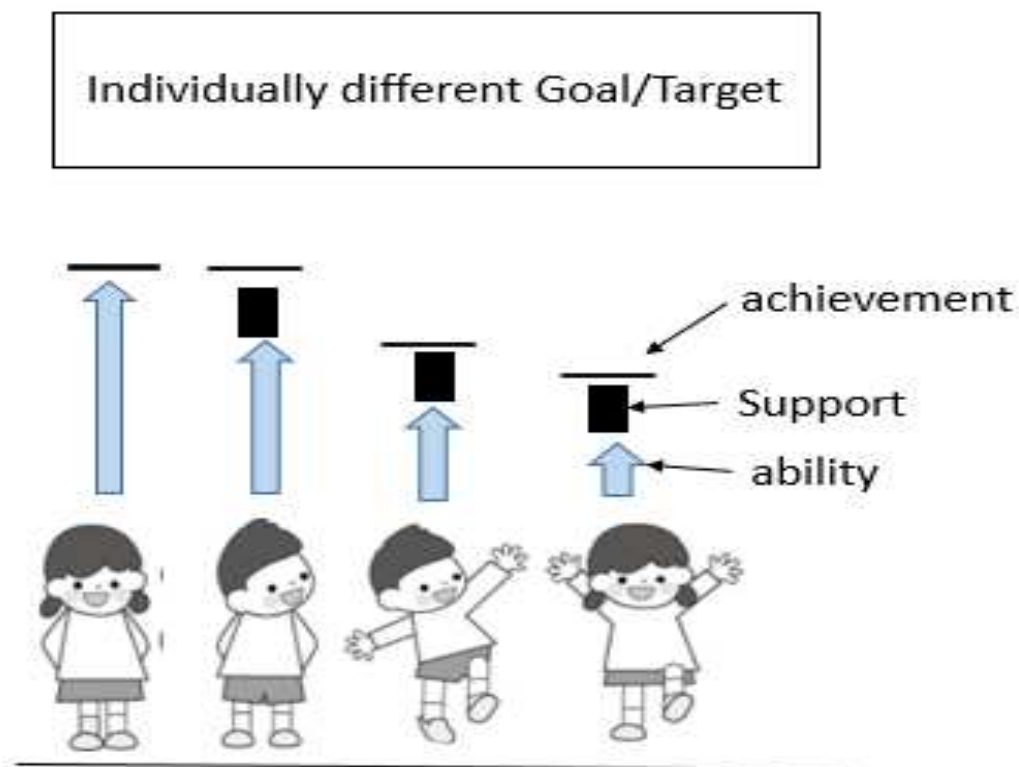 Individually different Goal/Target
achievement
Support
ability